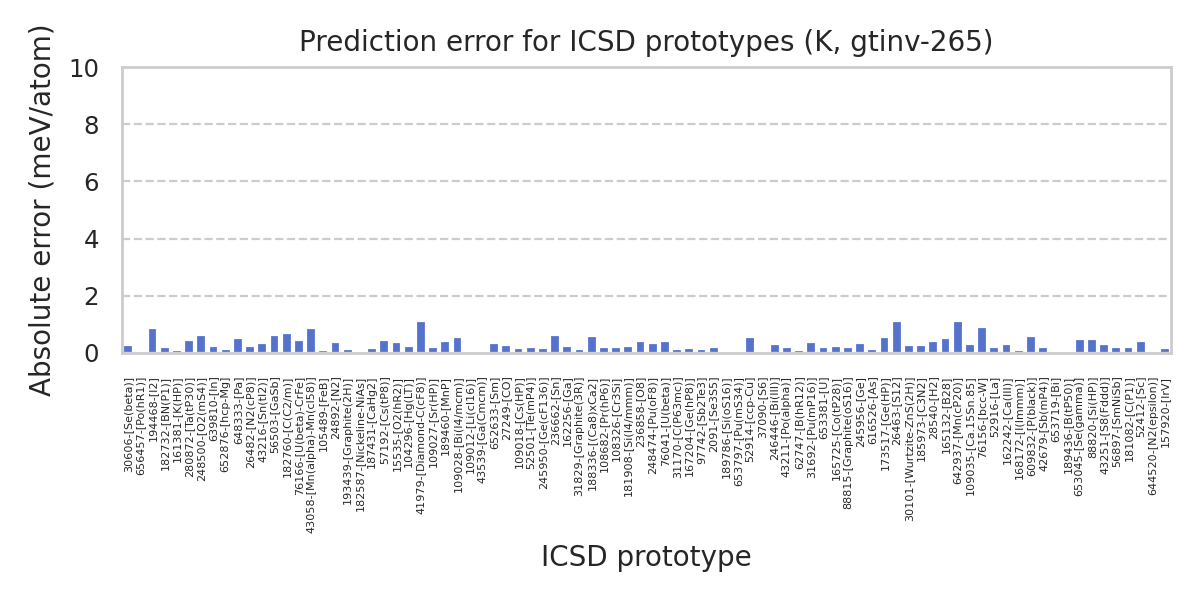 Prediction error for ICSD prototypes (K, gtinv-265)
Absolute error (meV/atom)
10
8
6
4
2
0
306066-[Se(beta)]
656457-[Po(hR1)]
194468-[I2]
182732-[BN(P1)]
161381-[K(HP)]
280872-[Ta(tP30)]
248500-[O2(mS4)]
639810-[In]
652876-[hcp-Mg]
648333-[Pa]
26482-[N2(cP8)]
43216-[Sn(tI2)]
56503-[GaSb]
182760-[C(C2/m)]
76166-[U(beta)-CrFe]
43058-[Mn(alpha)-Mn(cI58)]
105489-[FeB]
24892-[N2]
193439-[Graphite(2H)]
182587-[Nickeline-NiAs]
187431-[CaHg2]
57192-[Cs(tP8)]
15535-[O2(hR2)]
104296-[Hg(LT)]
41979-[Diamond-C(cF8)]
109027-[Sr(HP)]
189460-[MnP]
109028-[Bi(I4/mcm)]
109012-[Li(cI16)]
43539-[Ga(Cmcm)]
652633-[Sm]
27249-[CO]
109018-[Cs(HP)]
52501-[Te(mP4)]
245950-[Ge(cF136)]
236662-[Sn]
162256-[Ga]
31829-[Graphite(3R)]
188336-[(Ca8)xCa2]
108682-[Pr(hP6)]
108326-[Cr3Si]
181908-[Si(I4/mmm)]
236858-[O8]
248474-[Pu(oF8)]
76041-[U(beta)]
31170-[C(P63mc)]
167204-[Ge(hP8)]
97742-[Sb2Te3]
2091-[Se3S5]
189786-[Si(oS16)]
653797-[Pu(mS34)]
52914-[ccp-Cu]
37090-[S6]
246446-[Bi(III)]
43211-[Po(alpha)]
62747-[B(hR12)]
31692-[Pu(mP16)]
653381-[U]
165725-[Co(tP28)]
88815-[Graphite(oS16)]
245956-[Ge]
616526-[As]
173517-[Ge(HP)]
26463-[S12]
30101-[Wurtzite-ZnS(2H)]
185973-[C3N2]
28540-[H2]
165132-[B28]
642937-[Mn(cP20)]
109035-[Ca.15Sn.85]
76156-[bcc-W]
52916-[La]
162242-[Ca(III)]
168172-[I(Immm)]
609832-[P(black)]
42679-[Sb(mP4)]
653719-[Bi]
189436-[B(tP50)]
653045-[Se(gamma)]
88820-[Si(HP)]
43251-[S8(Fddd)]
56897-[SmNiSb]
181082-[C(P1)]
52412-[Sc]
644520-[N2(epsilon)]
157920-[IrV]
ICSD prototype